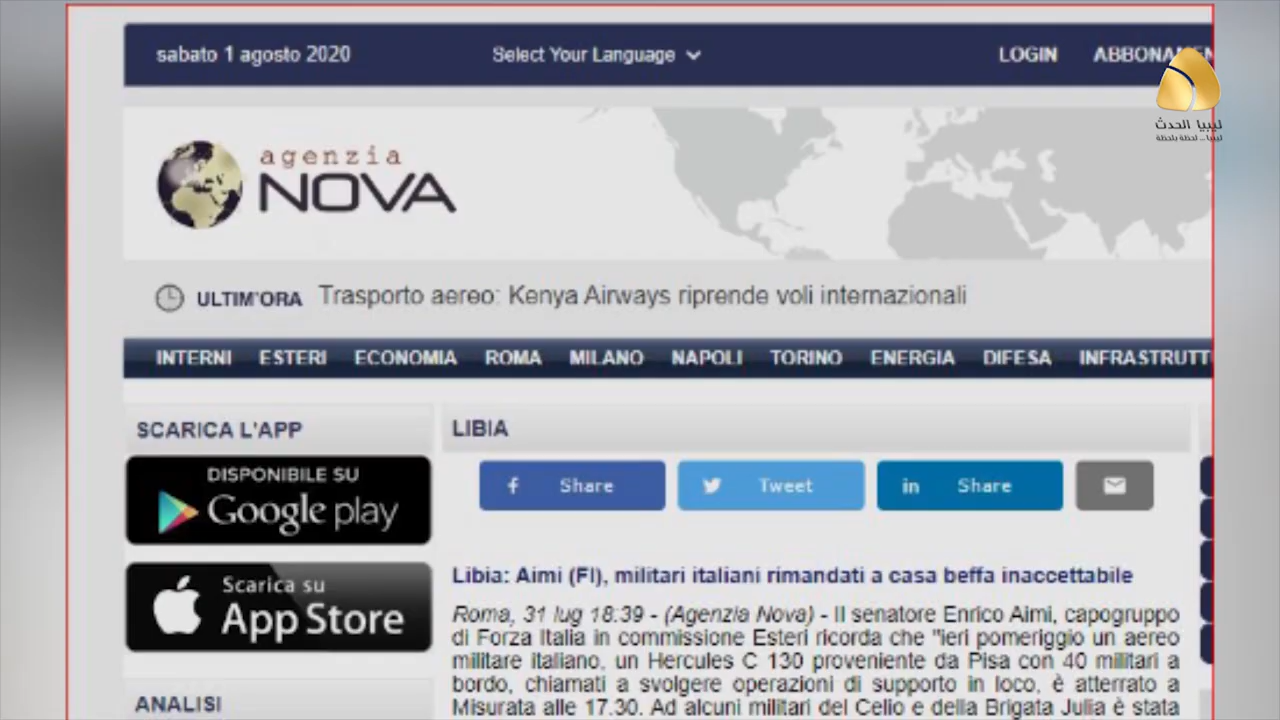 sabato 1 agosto 2020
Select Your Language
LOGIN
ليبيا الحدث
ليبيا ... لحظة بلحظة
agenzia
NOVA
ULTIM'ORA Trasporto aereo: Kenya Airways riprende voli internazionali
INTERNI ESTERI ECONOMIA ROMA MILANO NAPOLI TORINO ENERGIA DIFESA INFRASTRUTT
SCARICA L'APP
DISPONIBILE SU
Google play
Scarica su
App Store
ANALISI
LIBIA
f Share
Tweet
in Share
Libia: Aimi (FI), militari italiani rimandati a casa beffa inaccettabile
Roma, 31 lug 18:39 - (Agenzia Nova) - Il senatore Enrico Aimi, capogruppo
di Forza Italia in commissione Esteri ricorda che "ieri pomeriggio un aereo
militare italiano, un Hercules C 130 proveniente da Pisa con 40 militari a
bordo, chiamati a svolgere operazioni di supporto in loco, è atterrato a
Misurata alle 17.30. Ad alcuni militari del Celio e della Brigata Julia è stata